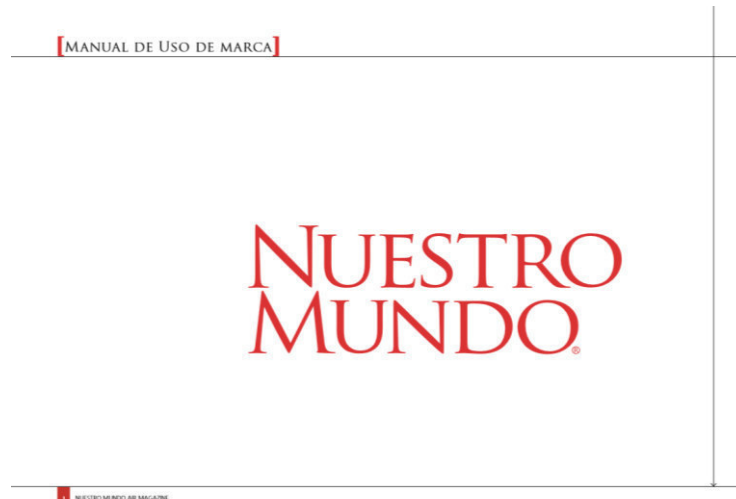 [MANUAL DE USO DE MARCA]
NUESTRO
MUNDO®
NUESTRO MUNDO AIR MAGAZINE